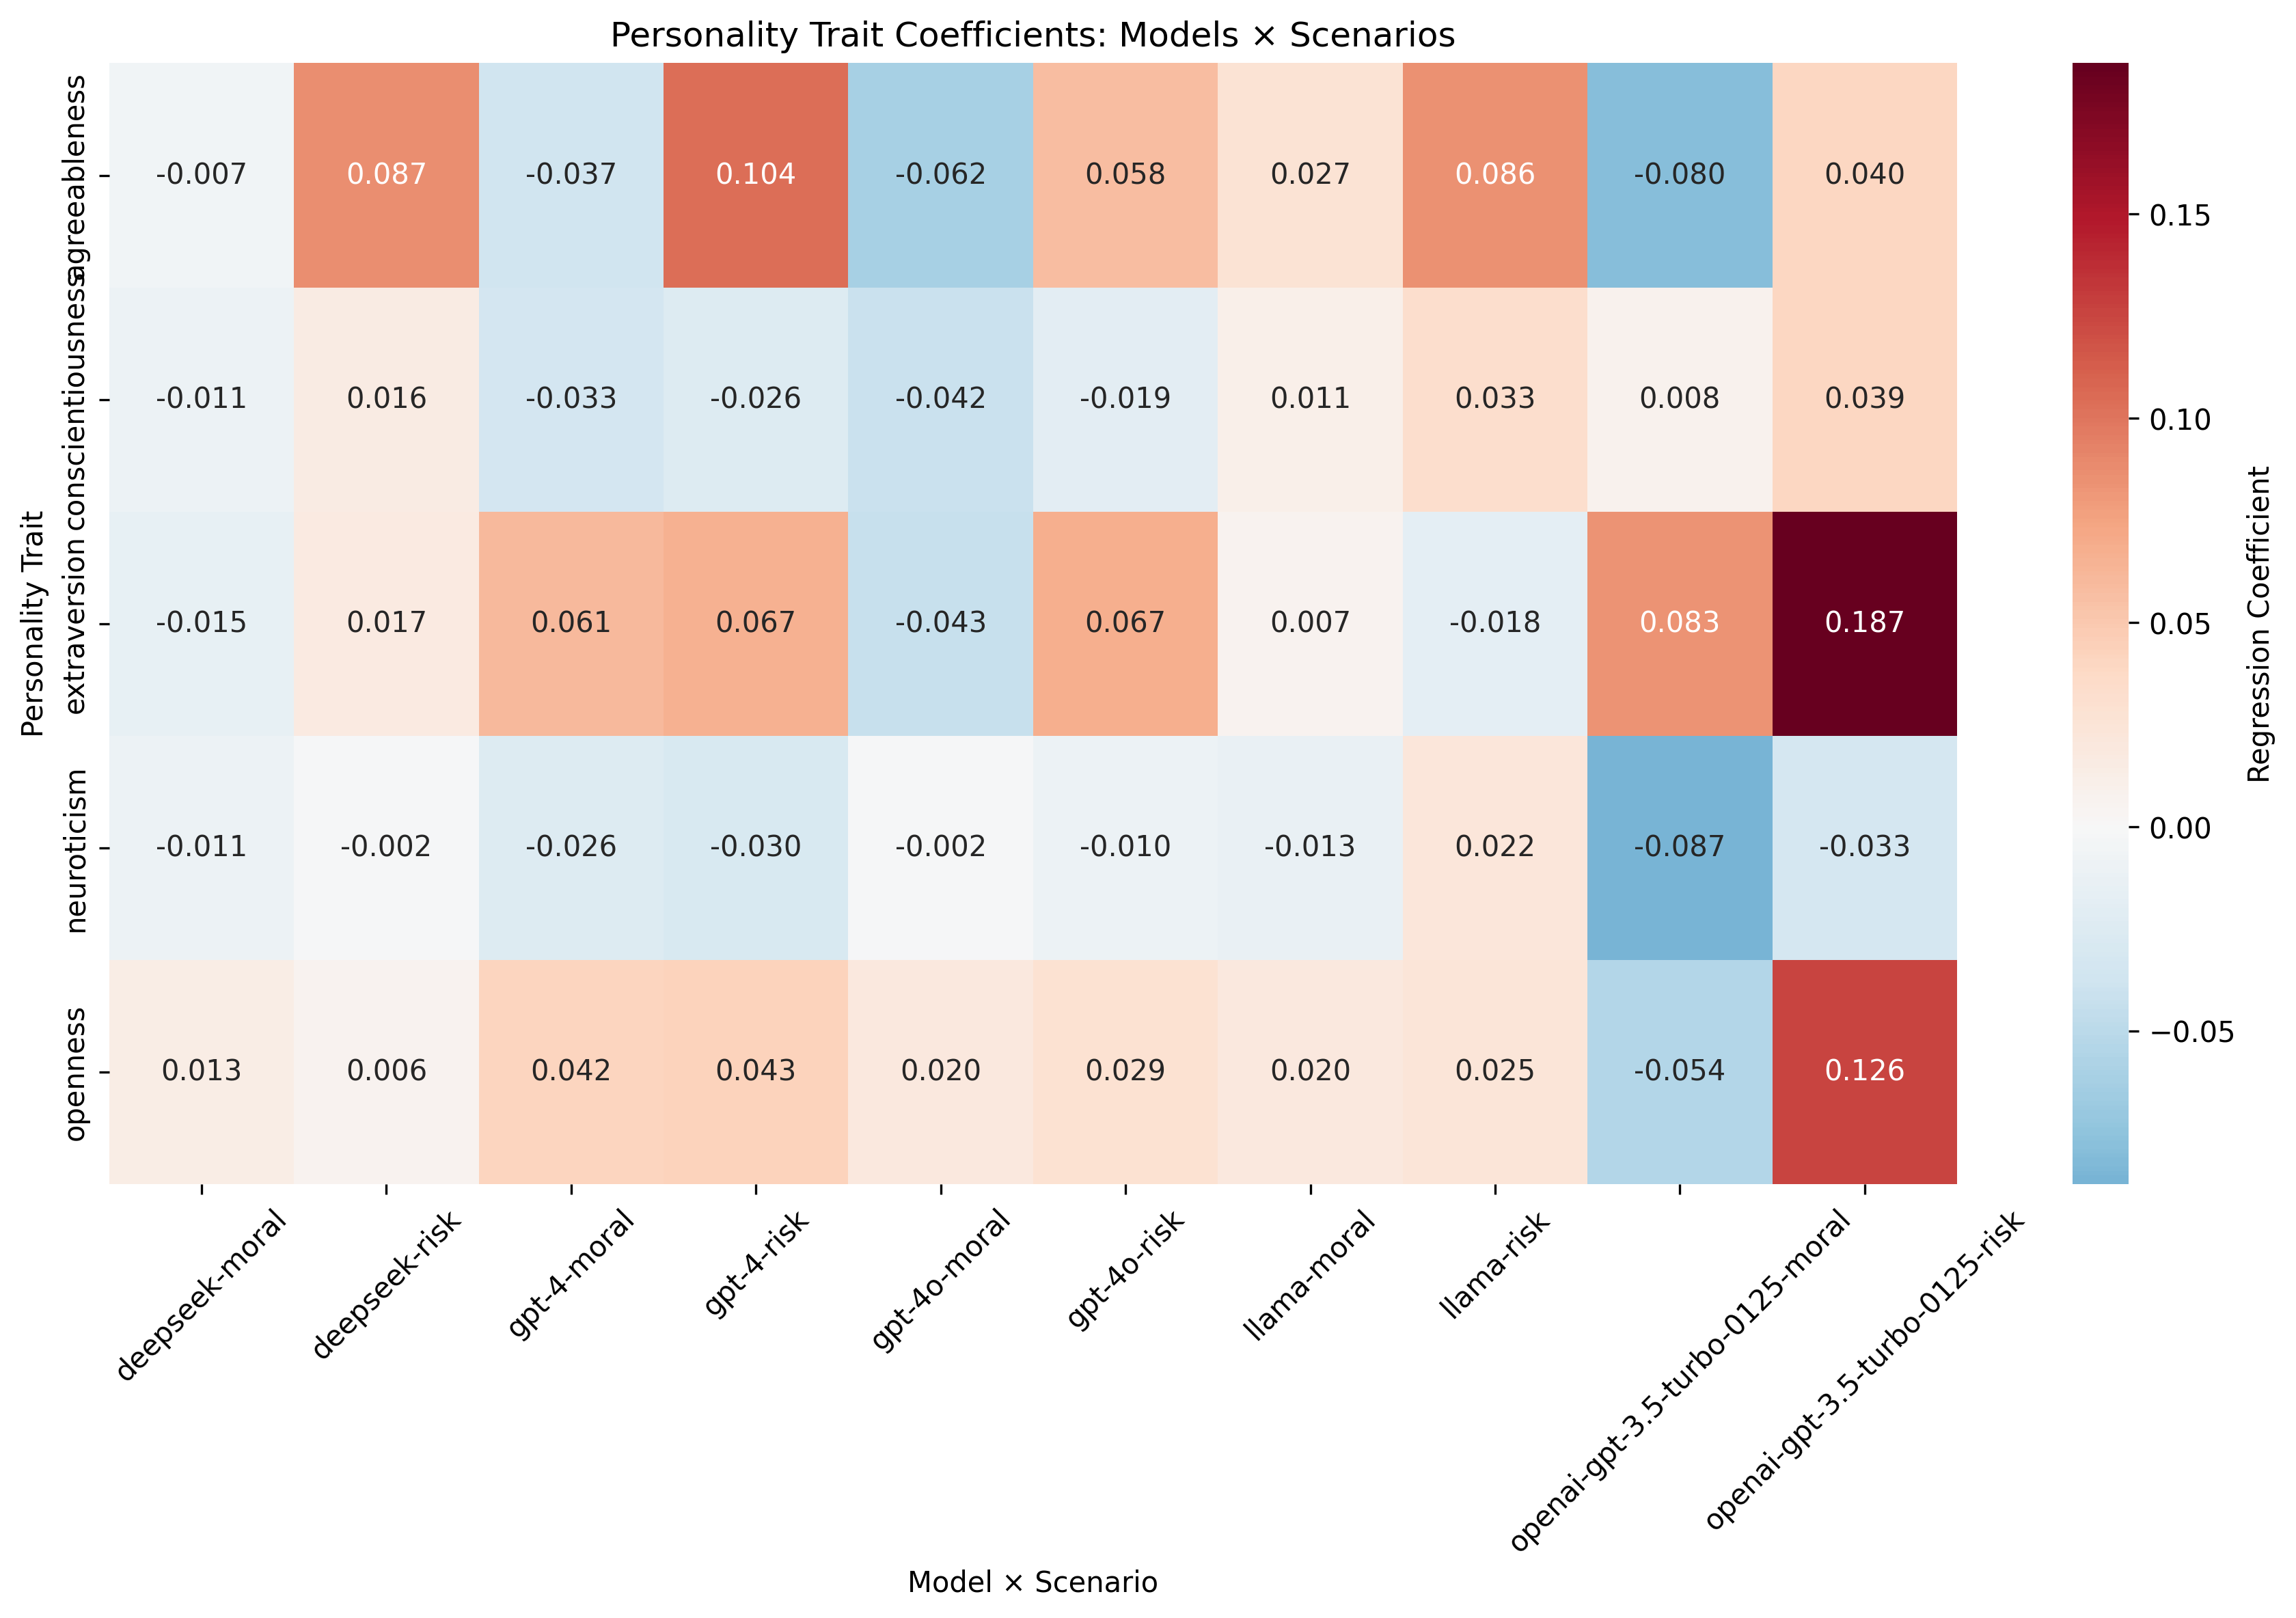 Personality Trait Coefficients: Models × Scenarios
Personality Trait
agreeableness
-0.007 0.087 -0.037 0.104 -0.062 0.058 0.027 0.086 -0.080 0.040
conscientiousness
-0.011 0.016 -0.033 -0.026 -0.042 -0.019 0.011 0.033 0.008 0.039
extraversion
-0.015 0.017 0.061 0.067 -0.043 0.067 0.007 -0.018 0.083 0.187
neuroticism
-0.011 -0.002 -0.026 -0.030 -0.002 -0.010 -0.013 0.022 -0.087 -0.033
openness
0.013 0.006 0.042 0.043 0.020 0.029 0.020 0.025 -0.054 0.126
deepseek-moral
deepseek-risk
gpt-4-moral
gpt-4-risk
gpt-4o-moral
gpt-4o-risk
llama-moral
llama-risk
openai-gpt-3.5-turbo-0125-moral
openai-gpt-3.5-turbo-0125-risk
Model × Scenario
0.15
0.10
0.05
0.00
−0.05
Regression Coefficient